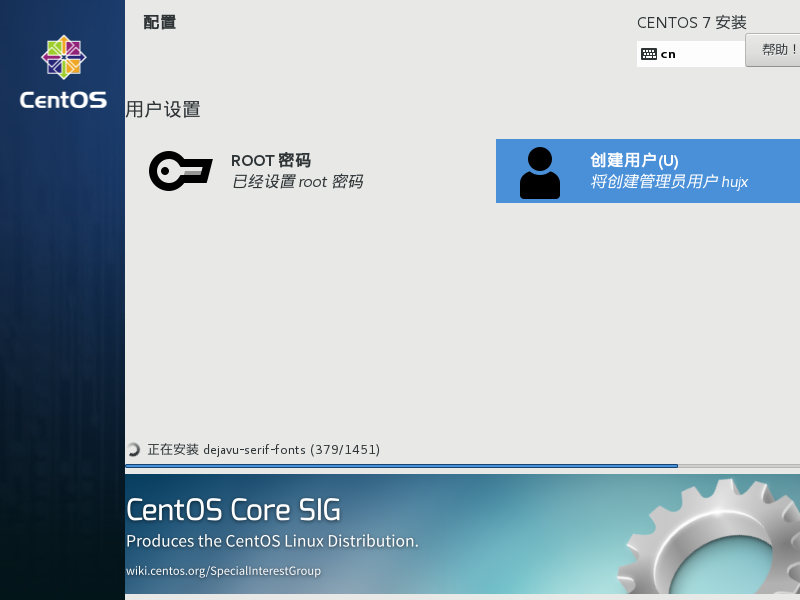 配置
CENTOS 7 安装
cn
帮助！
CentOS
用户设置
ROOT 密码
已经设置 root 密码
创建用户(U)
将创建管理员用户 hujx
正在安装 dejavu-serif-fonts (379/1451)
CentOS Core SIG
Produces the CentOS Linux Distribution.
wiki.centos.org/SpecialInterestGroup